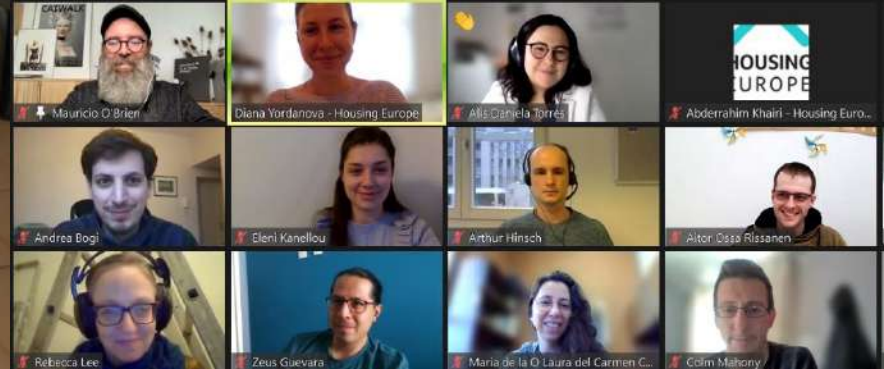 CATWALK
Mauricio O'Brien
Diana Yordanova - Housing Europe
Alis Daniela Torres
HOUSING
EUROPE
Abderrahim Khairi - Housing Euro...
Andrea Bogi
Eleni Kanellou
Arthur Hinsch
Aitor Ossa Rissanen
Rebecca Lee
Zeus Guevara
Maria de la O Laura del Carmen C...
Colm Mahony